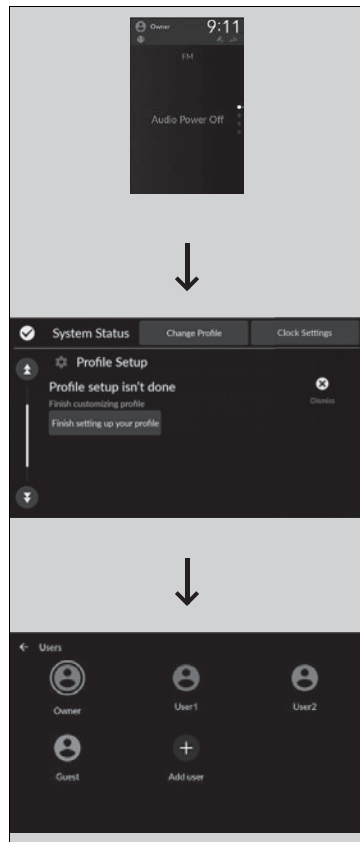 Owner
9:11
FM
Audio Power Off
System Status
Change Profile
Clock Settings
Profile Setup
Profile setup isn't done
Finish customizing profile
Dismiss
Finish setting up your profile
Users
Owner
User1
User2
Guest
Add user